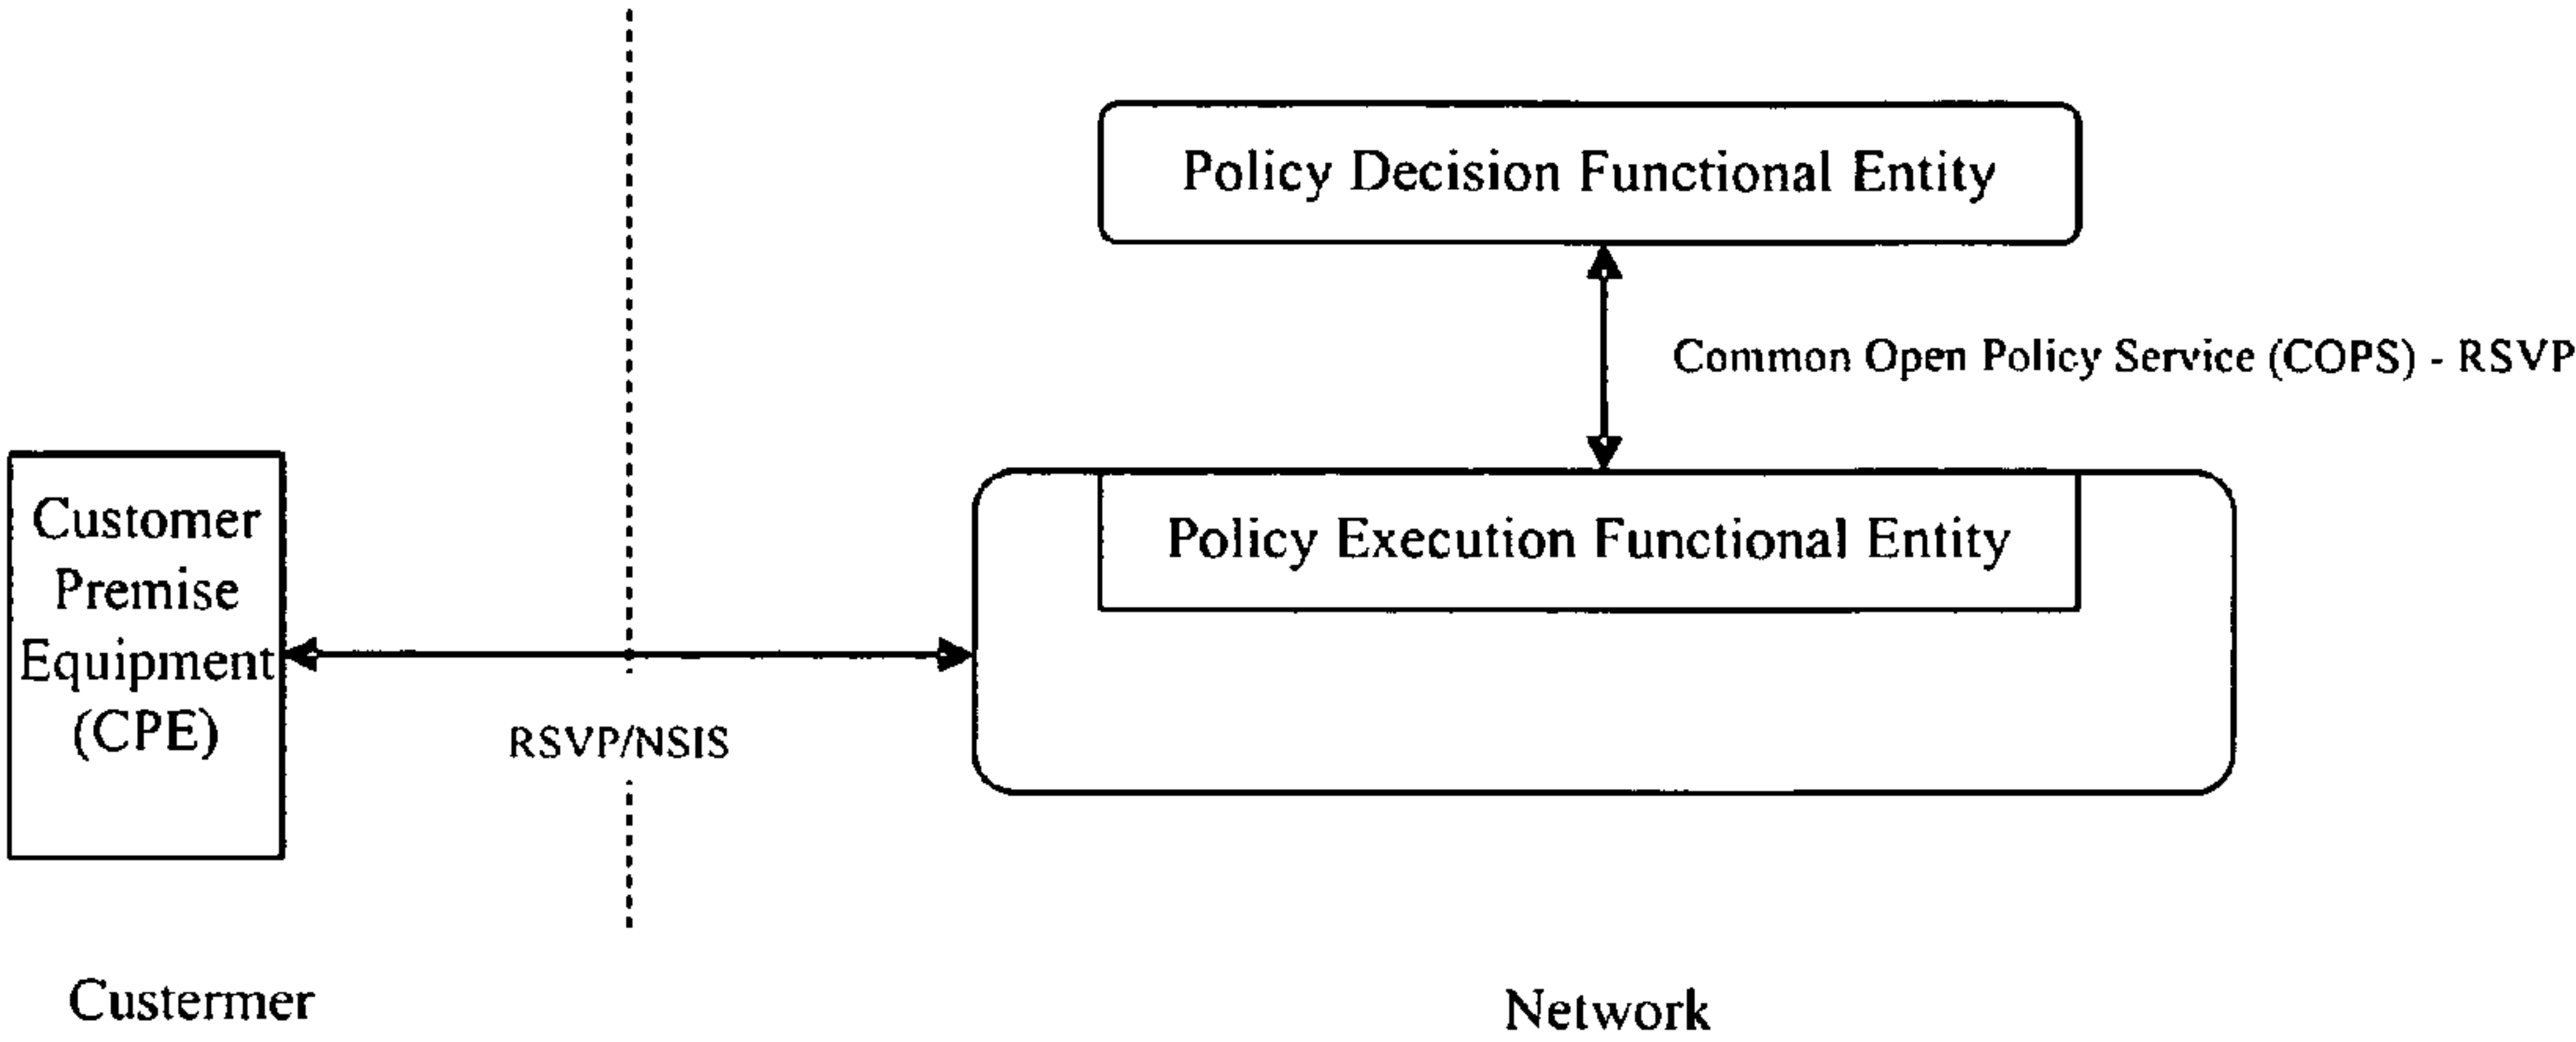 Policy Decision Functional Entity
Common Open Policy Service (COPS) - RSVP
Policy Execution Functional Entity
Customer
Premise
Equipment
(CPE)
RSVP/NSIS
Custermer
Network